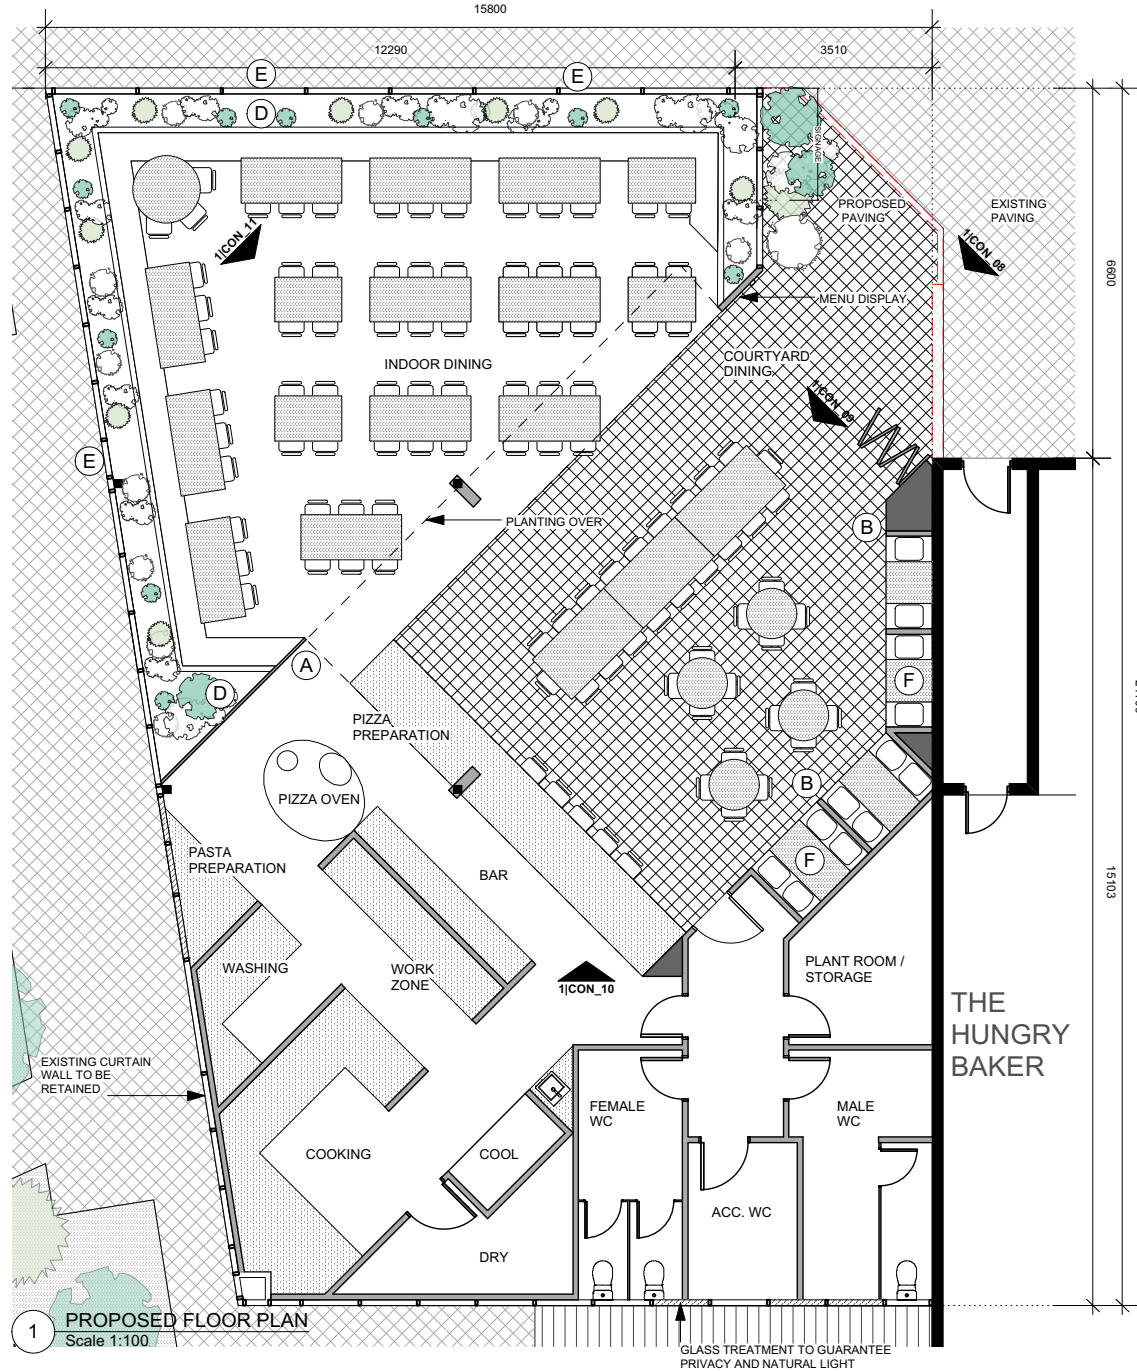 15800
12290
3510
E
E
D
SIGNAGE
PROPOSED
PAVING
EXISTING
PAVING
1|CON_11
1|CON_08
6600
MENU DISPLAY
INDOOR DINING
COURTYARD
DINING
1|CON_09
E
B
PLANTING OVER
A
D
F
PIZZA
PREPARATION
PIZZA OVEN
B
PASTA
PREPARATION
BAR
F
15103
WASHING
WORK
ZONE
1|CON_10
PLANT ROOM /
STORAGE
THE
HUNGRY
BAKER
EXISTING CURTAIN
WALL TO BE
RETAINED
FEMALE
WC
MALE
WC
COOKING
COOL
ACC. WC
DRY
1
PROPOSED FLOOR PLAN
Scale 1:100
GLASS TREATMENT TO GUARANTEE
PRIVACY AND NATURAL LIGHT